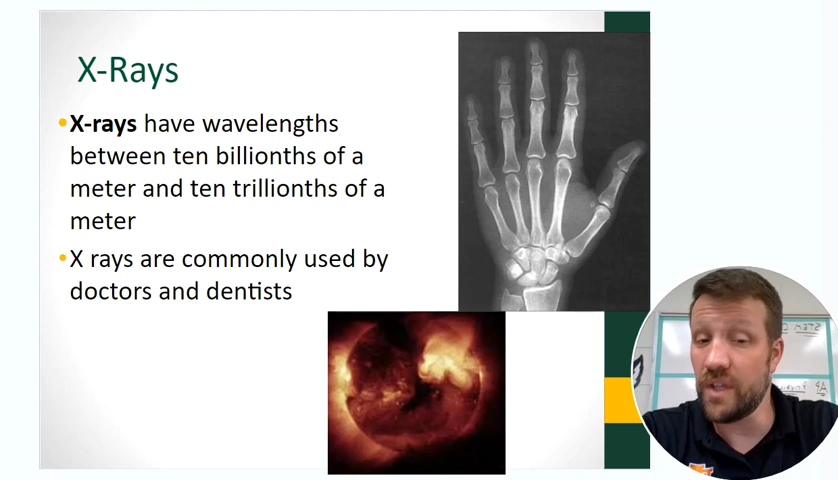 X-Rays
•X-rays have wavelengths
between ten billionths of a
meter and ten trillionths of a
meter
•X rays are commonly used by
doctors and dentists